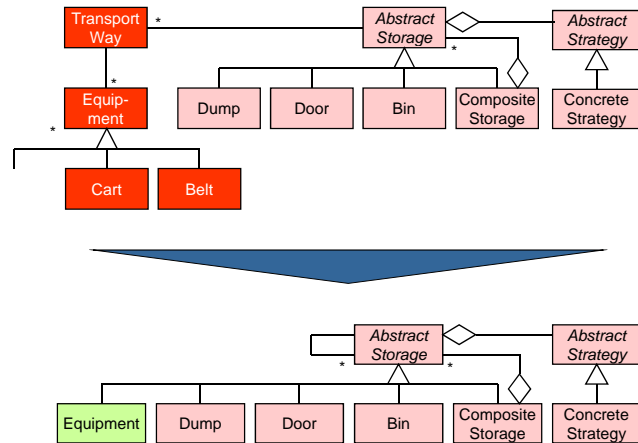 Transport
Way
*
Abstract
Storage
*
Abstract
Strategy
*
Equip-
ment
*
Dump
Door
Bin
Composite
Storage
Concrete
Strategy
Cart
Belt
Abstract
Storage
*
*
Abstract
Strategy
Equipment
Dump
Door
Bin
Composite
Storage
Concrete
Strategy